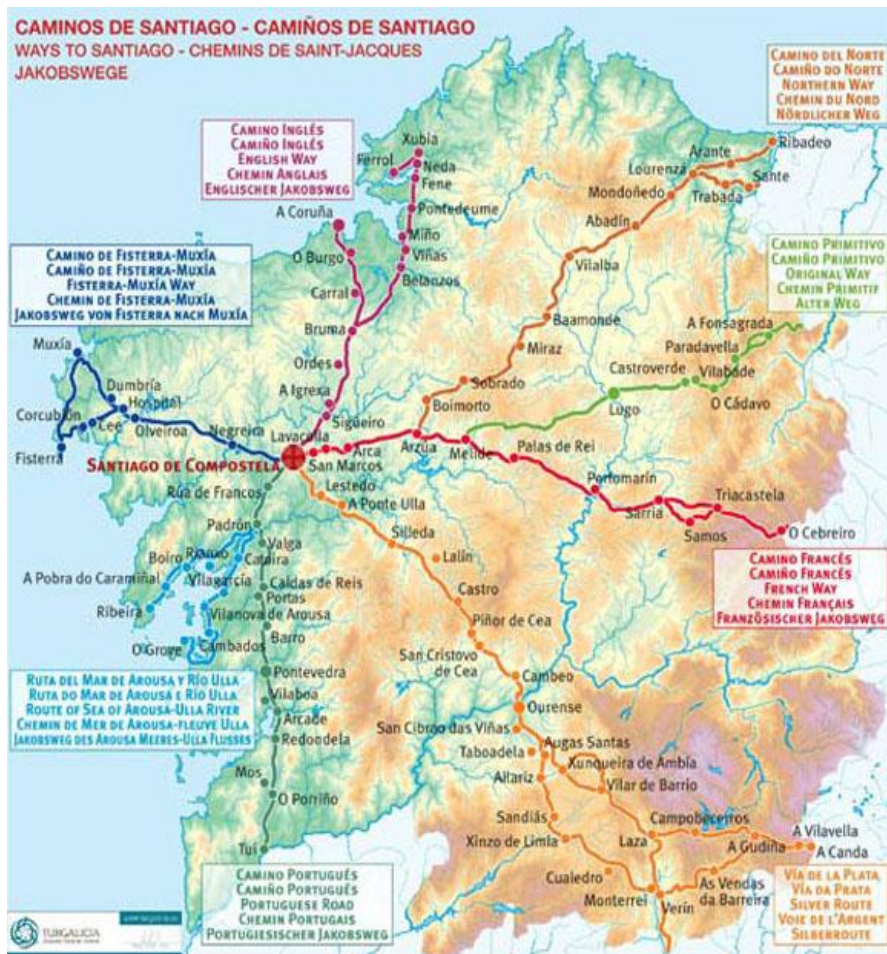 CAMINOS DE SANTIAGO - CAMIÑOS DE SANTIAGO
WAYS TO SANTIAGO - CHEMINS DE SAINT-JACQUES
JAKOBSWEGE
CAMINO DEL NORTE
CAMIÑO DO NORTE
NORTHERN WAY
CHEMIN DU NORD
NÖRDLICHER WEG
CAMINO INGLÉS
CAMIÑO INGLÉS
ENGLISH WAY
CHEMIN ANGLAIS
ENGLISCHER JAKOBSWEG
Xubia
Ferrol
Neda
Fene
Pontedeume
Miño
Viñas
Betanzos
A Coruña
O Burgo
Carral
Bruma
Ordes
A Igrexa
Sigüeiro
Arante
Ribadeo
Lourenzá
Sante
Trabada
Mondoñedo
Abadín
Vilalba
Baamonde
Miraz
Sobrado
Boimorto
CAMINO PRIMITIVO
CAMIÑO PRIMITIVO
ORIGINAL WAY
CHEMIN PRIMITIF
ALTER WEG
A Fonsagrada
Paradavella
Castroverde
Vilabade
O Cádavo
Lugo
CAMINO DE FISTERRA-MUXÍA
CAMIÑO DE FISTERRA-MUXÍA
FISTERRA-MUXÍA WAY
CHEMIN DE FISTERRA-MUXÍA
JAKOBSWEG VON FISTERRA NACH MUXÍA
Muxía
Dumbría
Hospital
Corcubión
Cee
Olveiroa
Negreira
Fisterra
SANTIAGO DE COMPOSTELA
Lavacolla
San Marcos
Arca
Arzúa
Melide
Palas de Rei
Portomarín
Sarria
Triacastela
Samos
O Cebreiro
CAMINO FRANCÉS
CAMIÑO FRANCÉS
FRENCH WAY
CHEMIN FRANÇAIS
FRANZÖSISCHER JAKOBSWEG
Rúa de Francos
Padrón
Valga
Catoira
Rianxo
Boiro
A Pobra do Caramiñal
Vilagarcía
Ribeira
Caldas de Reis
Portas
Vilanova de Arousa
Barro
O Grove
Cambados
Pontevedra
Vilaboa
Arcade
Redondela
Mos
O Porriño
Tui
RUTA DEL MAR DE AROUSA Y RÍO ULLA
RUTA DO MAR DE AROUSA E RÍO ULLA
ROUTE OF SEA OF AROUSA-ULLA RIVER
CHEMIN DE MER DE AROUSA-FLEUVE ULLA
JAKOBSWEG DES AROUSA MEERES-ULLA FLUSSES
Lestedo
A Ponte Ulla
Silleda
Lalín
Castro
Piñor de Cea
San Cristovo
de Cea
Cambeo
Ourense
San Cibrao das Viñas
Taboadela
Augas Santas
Xunqueira de Ambía
Allariz
Vilar de Barrio
Sandiás
Xinzo de Limia
Laza
Campobecerros
A Vilavella
A Gudiña
A Canda
Cualedro
Monterrei
Verín
As Vendas
da Barreira
CAMINO PORTUGUÉS
CAMIÑO PORTUGUÉS
PORTUGUESE ROAD
CHEMIN PORTUGAIS
PORTUGIESISCHER JAKOBSWEG
VÍA DE LA PLATA
VÍA DA PRATA
SILVER ROUTE
VOIE DE L'ARGENT
SILBERROUTE
TURGALICIA